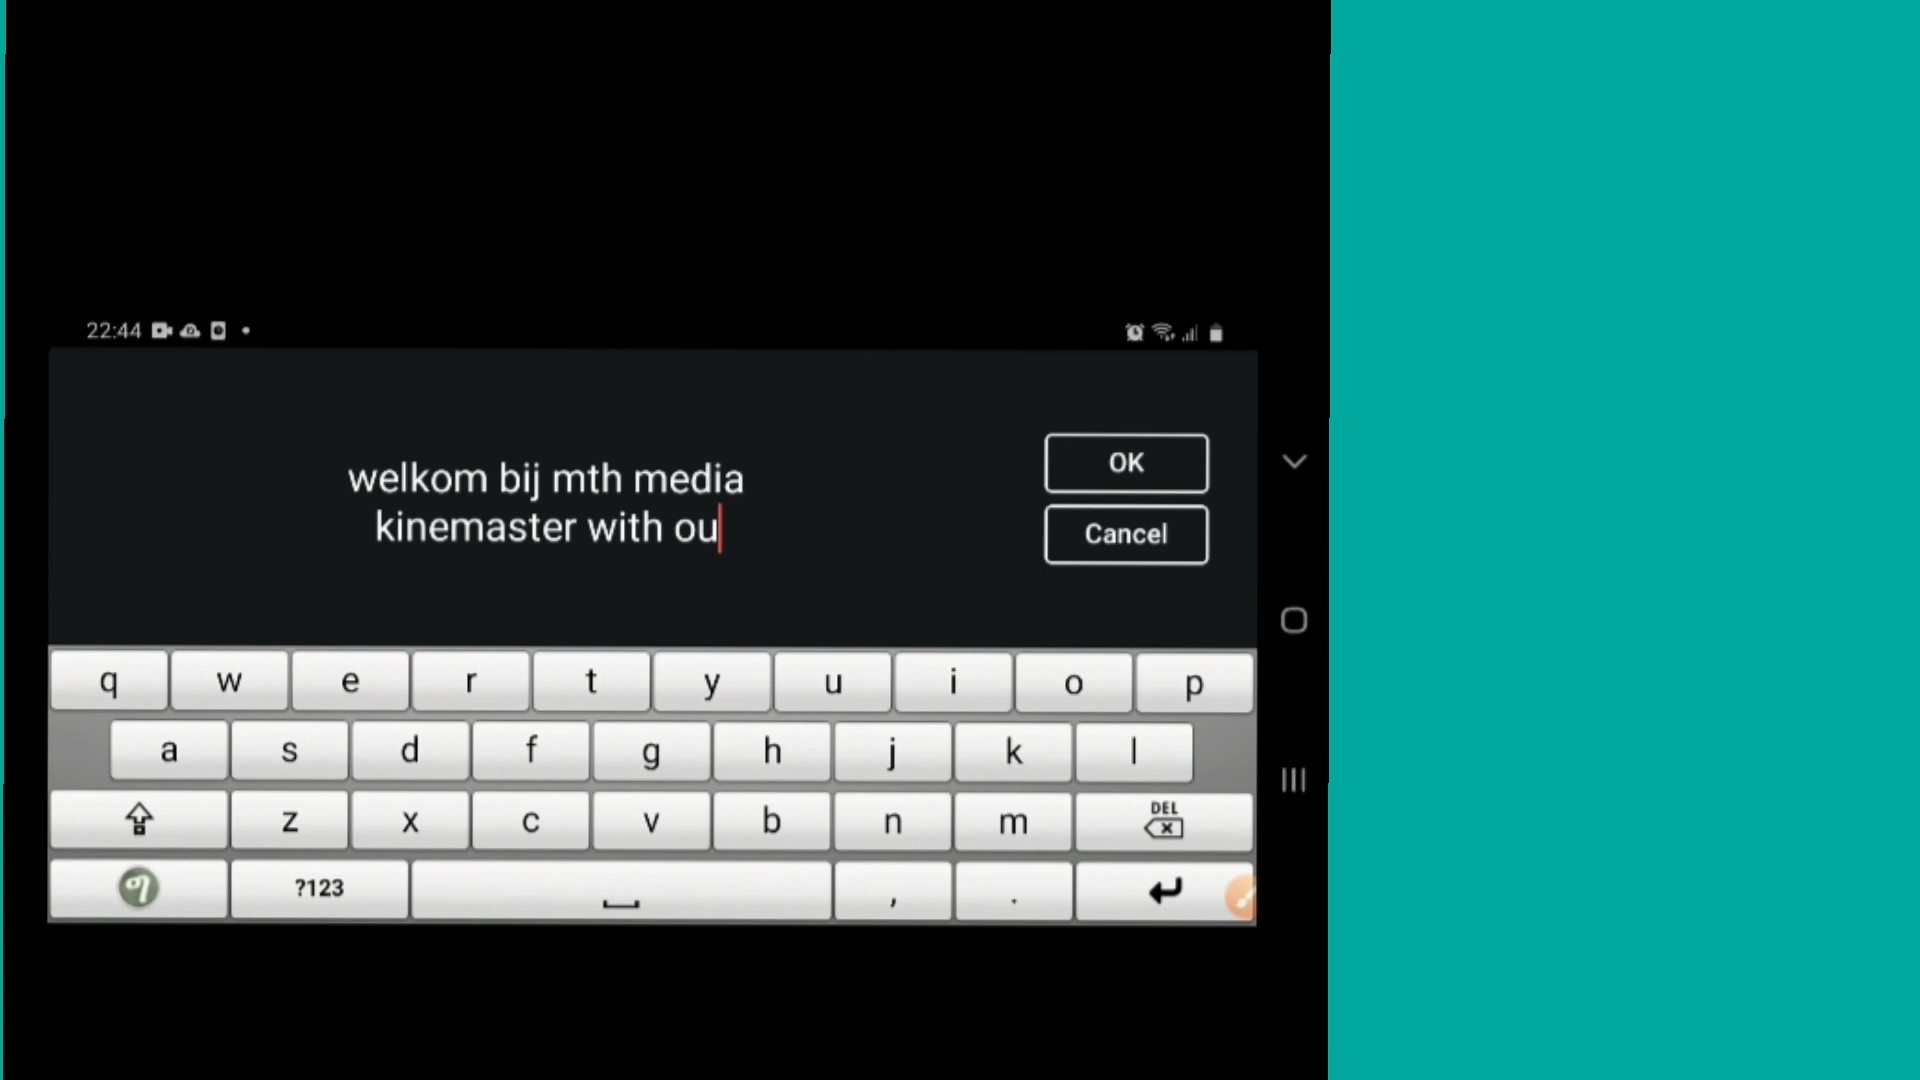 22:44
welkom bij mth media
kinemaster with ou
OK
Cancel
q w e r t y u i o p
a s d f g h j k l
z x c v b n m DEL
?123 , .